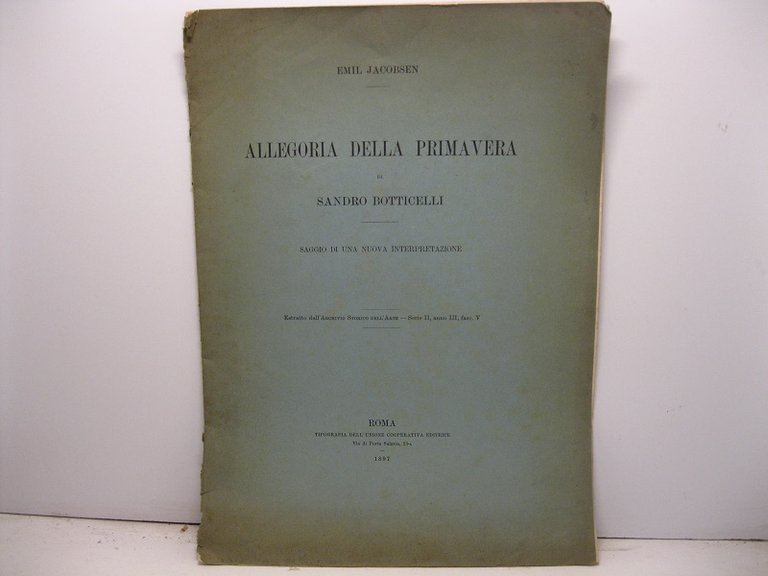 EMIL JACOBSEN
ALLEGORIA DELLA PRIMAVERA
DI
SANDRO BOTTICELLI
SAGGIO DI UNA NUOVA INTERPRETAZIONE
Estratto dall'ARCHIVIO STORICO DELL'ARTE — Serie II, anno III, fasc. V
ROMA
TIPOGRAFIA DELL'UNIONE COOPERATIVA EDITRICE
Via di Porta Salaria,
1897